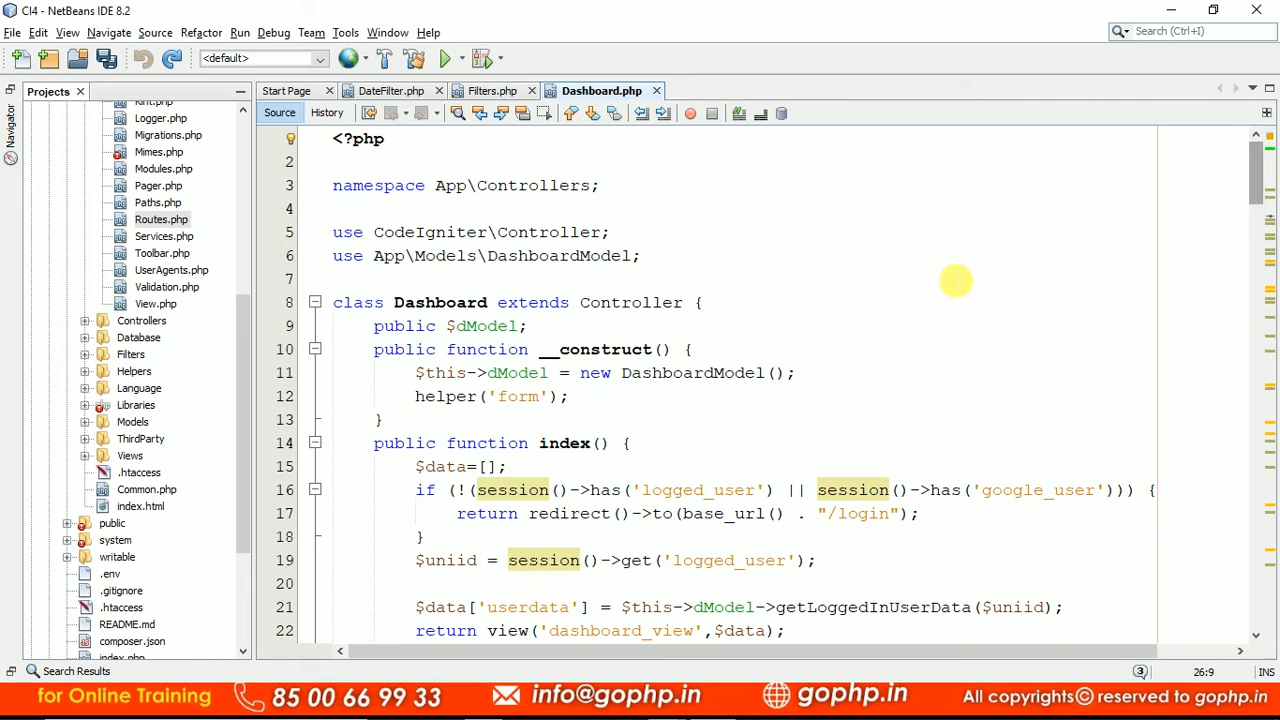 CI4 - NetBeans IDE 8.2
File Edit View Navigate Source Refactor Run Debug Team Tools Window Help
Search (Ctrl+I)
<default>
Projects
Start Page
DateFilter.php
Filters.php
Dashboard.php
Navigator
Source
History
Kint.php
Logger.php
Migrations.php
Mimes.php
Modules.php
Pager.php
Paths.php
Routes.php
Services.php
Toolbar.php
UserAgents.php
Validation.php
View.php
Controllers
Database
Filters
Helpers
Language
Libraries
Models
ThirdParty
Views
.htaccess
Common.php
index.html
public
system
writable
.env
.gitignore
.htaccess
README.md
composer.json
index.php
<?php
2
3 namespace App\Controllers;
4
5 use CodeIgniter\Controller;
6 use App\Models\DashboardModel;
7
8 class Dashboard extends Controller {
9 public $dModel;
10 public function __construct() {
11 $this->dModel = new DashboardModel();
12 helper('form');
13 }
14 public function index() {
15 $data=[];
16 if (!(session()->has('logged_user') || session()->has('google_user'))) {
17 return redirect()->to(base_url() . "/login");
18 }
19 $uniid = session()->get('logged_user');
20
21 $data['userdata'] = $this->dModel->getLoggedInUserData($uniid);
22 return view('dashboard_view',$data);
Search Results
3
26:9
INS
for Online Training 85 00 66 99 33 info@gophp.in gophp.in All copyrights© reserved to gophp.in